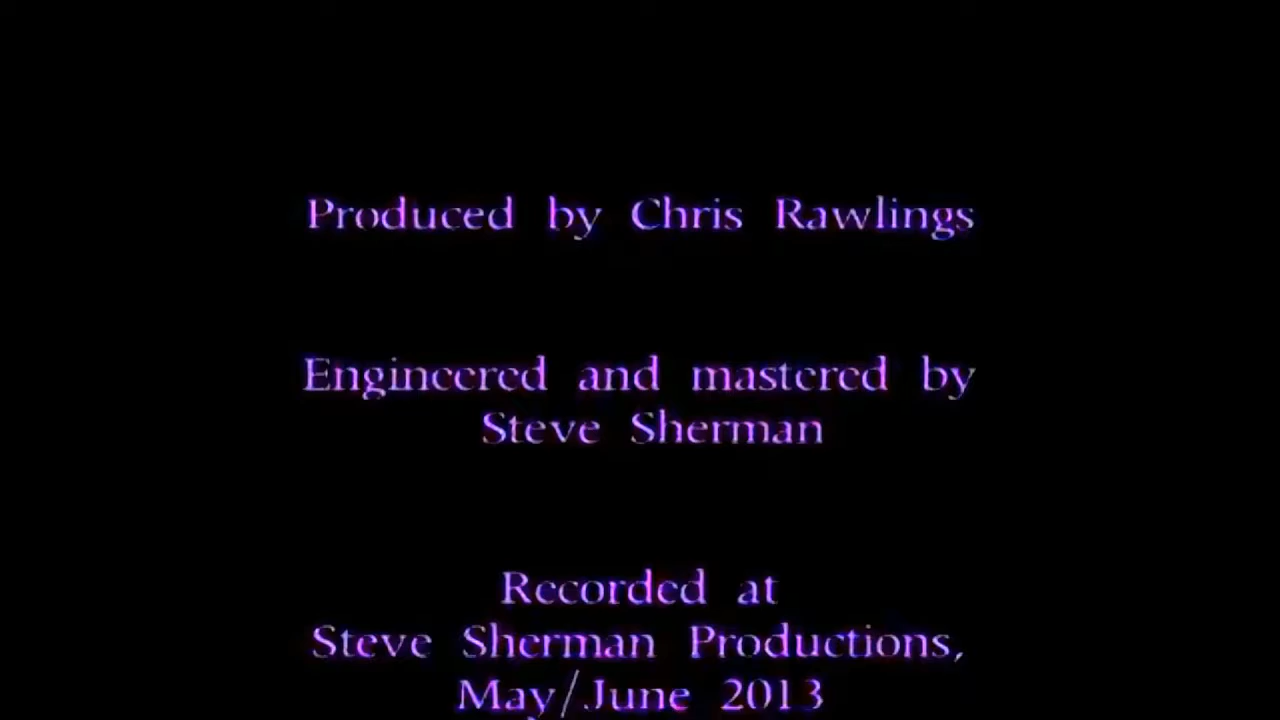 Produced by Chris Rawlings
Engineered and mastered by
Steve Sherman
Recorded at
Steve Sherman Productions,
May/June 2013